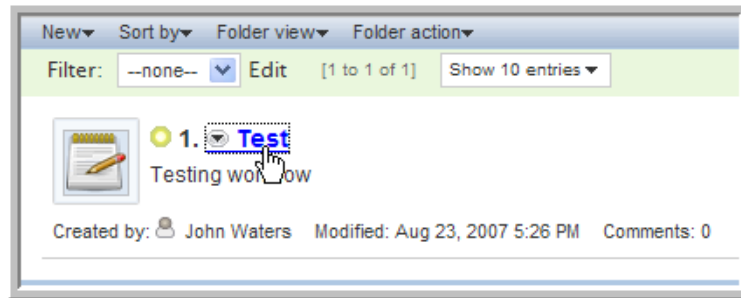 New Sort by Folder view Folder action
Filter: --none-- Edit [1 to 1 of 1] Show 10 entries
1. Test
Testing
Created by: John Waters Modified: Aug 23, 2007 5:26 PM Comments: 0